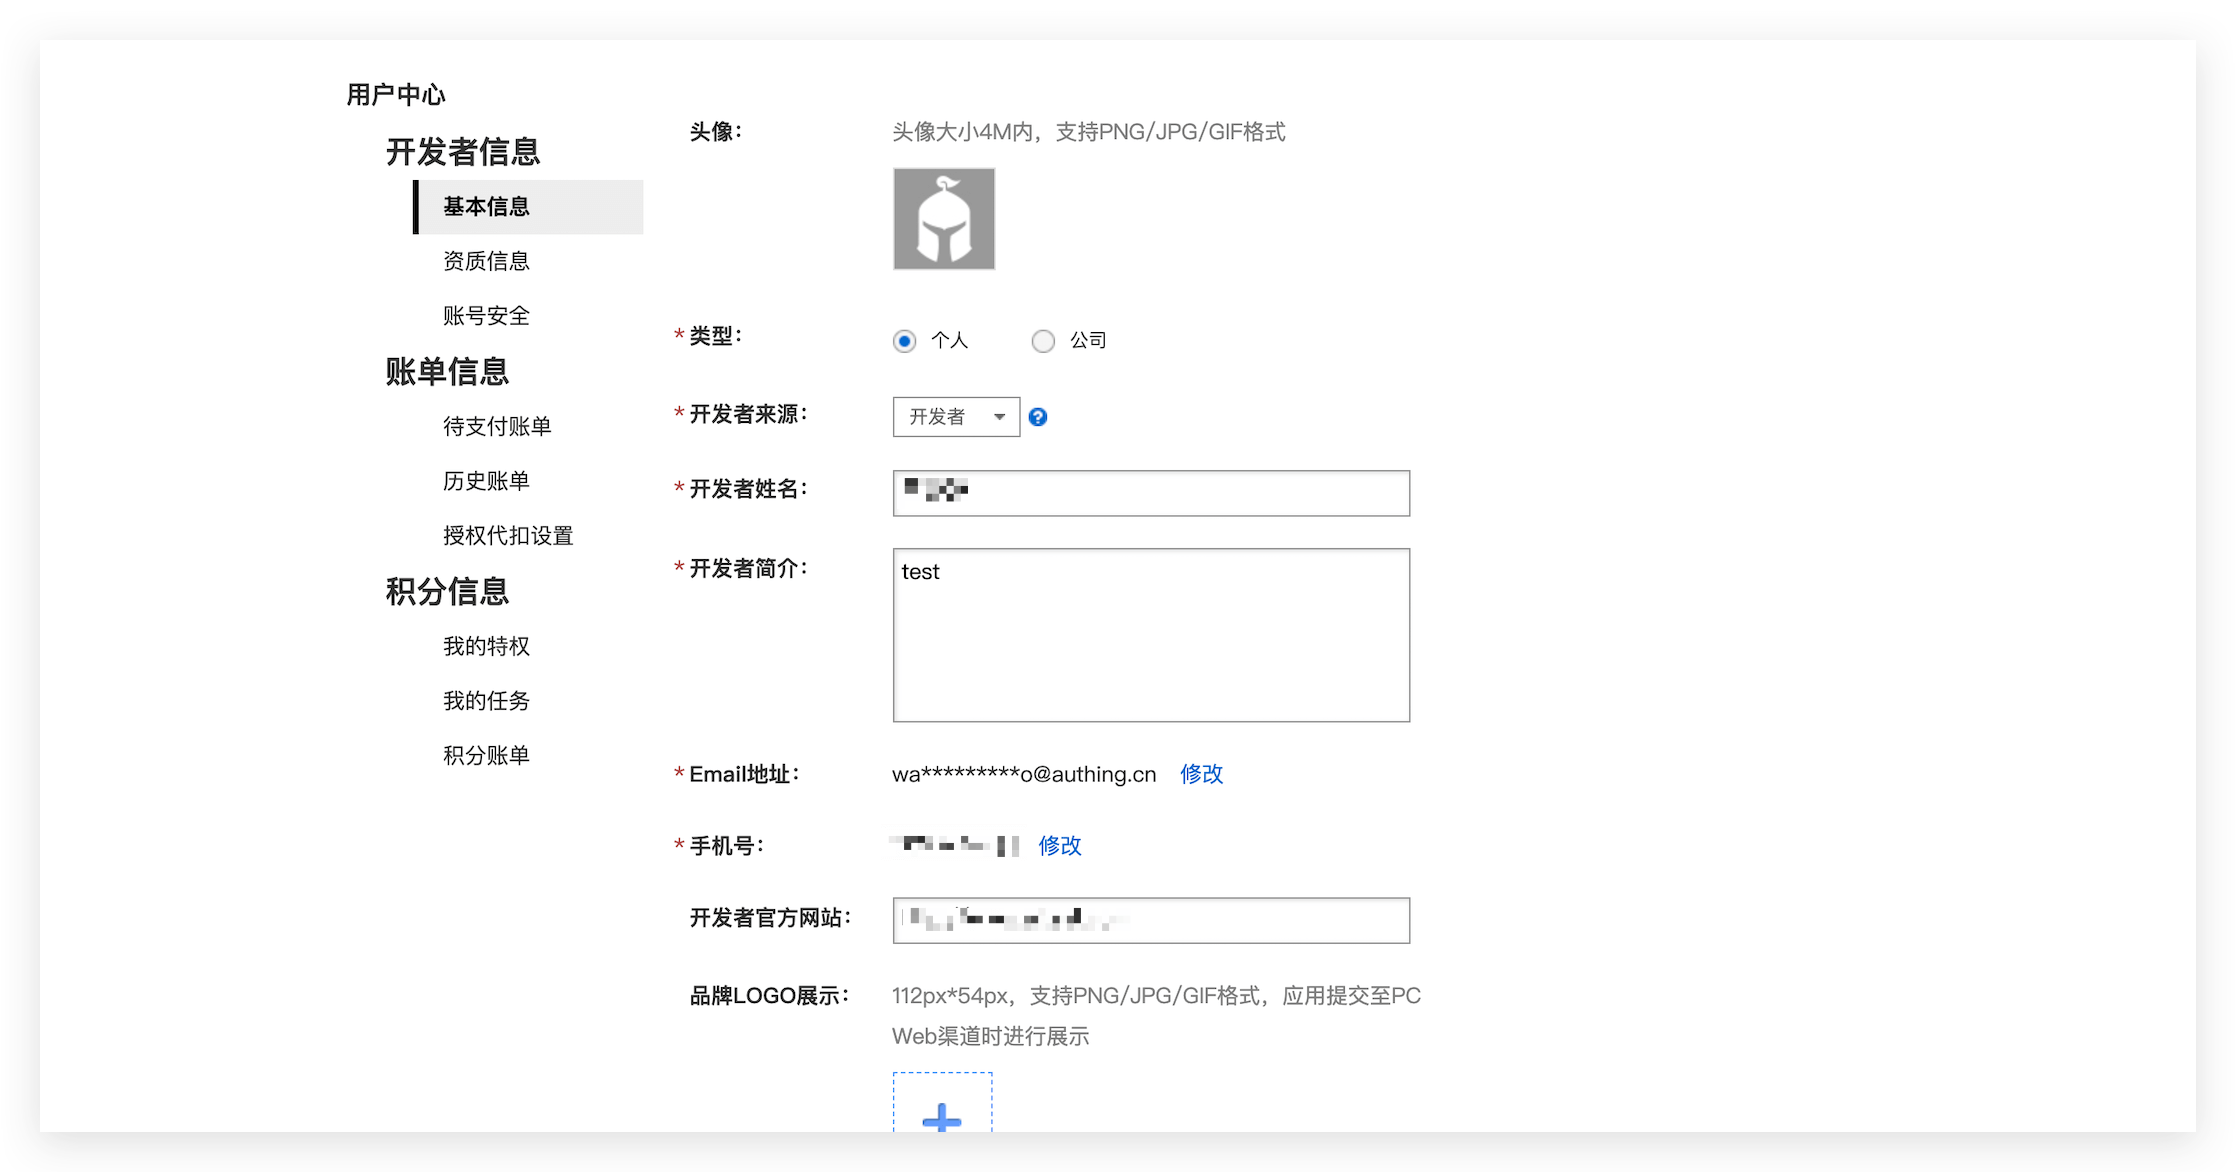 用户中心
开发者信息
基本信息
资质信息
账号安全
账单信息
待支付账单
历史账单
授权代扣设置
积分信息
我的特权
我的任务
积分账单
头像：
头像大小4M内，支持PNG/JPG/GIF格式
* 类型：
个人
公司
* 开发者来源：
开发者
?
* 开发者姓名：
* 开发者简介：
test
* Email地址：
wa*********o@authing.cn 修改
* 手机号：
修改
开发者官方网站：
品牌LOGO展示：
112px*54px，支持PNG/JPG/GIF格式，应用提交至PC
Web渠道时进行展示